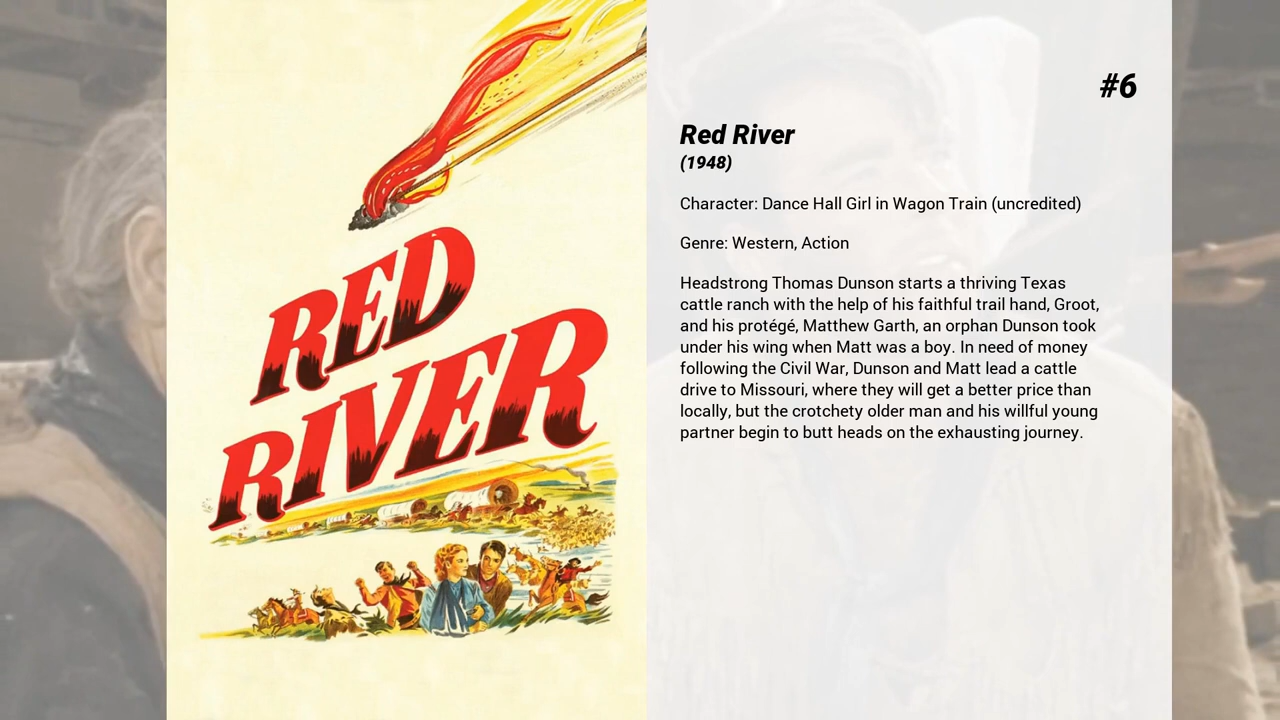 RED
RIVER
#6
Red River
(1948)
Character: Dance Hall Girl in Wagon Train (uncredited)
Genre: Western, Action
Headstrong Thomas Dunson starts a thriving Texas
cattle ranch with the help of his faithful trail hand, Groot,
and his protégé, Matthew Garth, an orphan Dunson took
under his wing when Matt was a boy. In need of money
following the Civil War, Dunson and Matt lead a cattle
drive to Missouri, where they will get a better price than
locally, but the crotchety older man and his willful young
partner begin to butt heads on the exhausting journey.